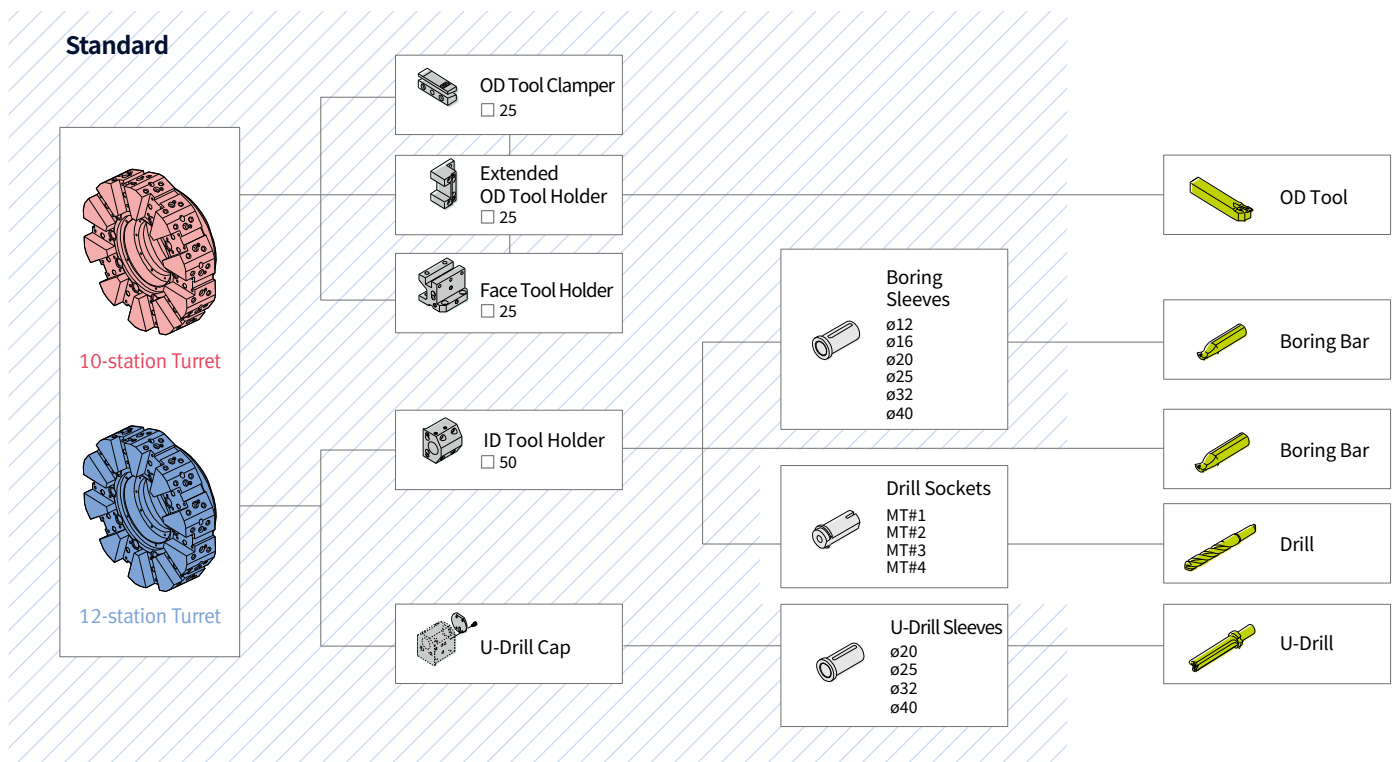 Standard
10-station Turret
12-station Turret
OD Tool Clamper
□ 25
Extended
OD Tool Holder
□ 25
Face Tool Holder
□ 25
ID Tool Holder
□ 50
U-Drill Cap
Boring
Sleeves
ø12
ø16
ø20
ø25
ø32
ø40
Drill Sockets
MT#1
MT#2
MT#3
MT#4
U-Drill Sleeves
ø20
ø25
ø32
ø40
OD Tool
Boring Bar
Boring Bar
Drill
U-Drill